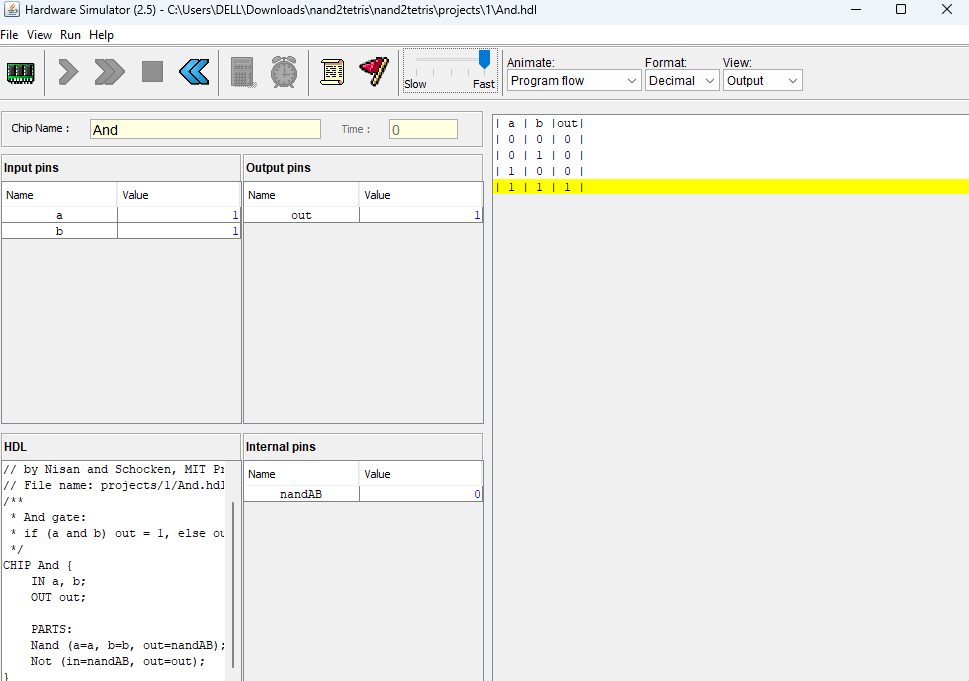 Hardware Simulator (2.5) - C:\Users\DELL\Downloads\nand2tetris\nand2tetris\projects\1\And.hdl
File View Run Help
Slow Fast
Animate: Format: View:
Program flow Decimal Output
Chip Name : And Time : 0
Input pins
Name Value
a 1
b 1
Output pins
Name Value
out 1
HDL
// by Nisan and Schocken, MIT Pr
// File name: projects/1/And.hdl
/**
* And gate:
* if (a and b) out = 1, else ou
*/
CHIP And {
IN a, b;
OUT out;
PARTS:
Nand (a=a, b=b, out=nandAB);
Not (in=nandAB, out=out);
}
Internal pins
Name Value
nandAB 0
| a | b |out|
| 0 | 0 | 0 |
| 0 | 1 | 0 |
| 1 | 0 | 0 |
| 1 | 1 | 1 |